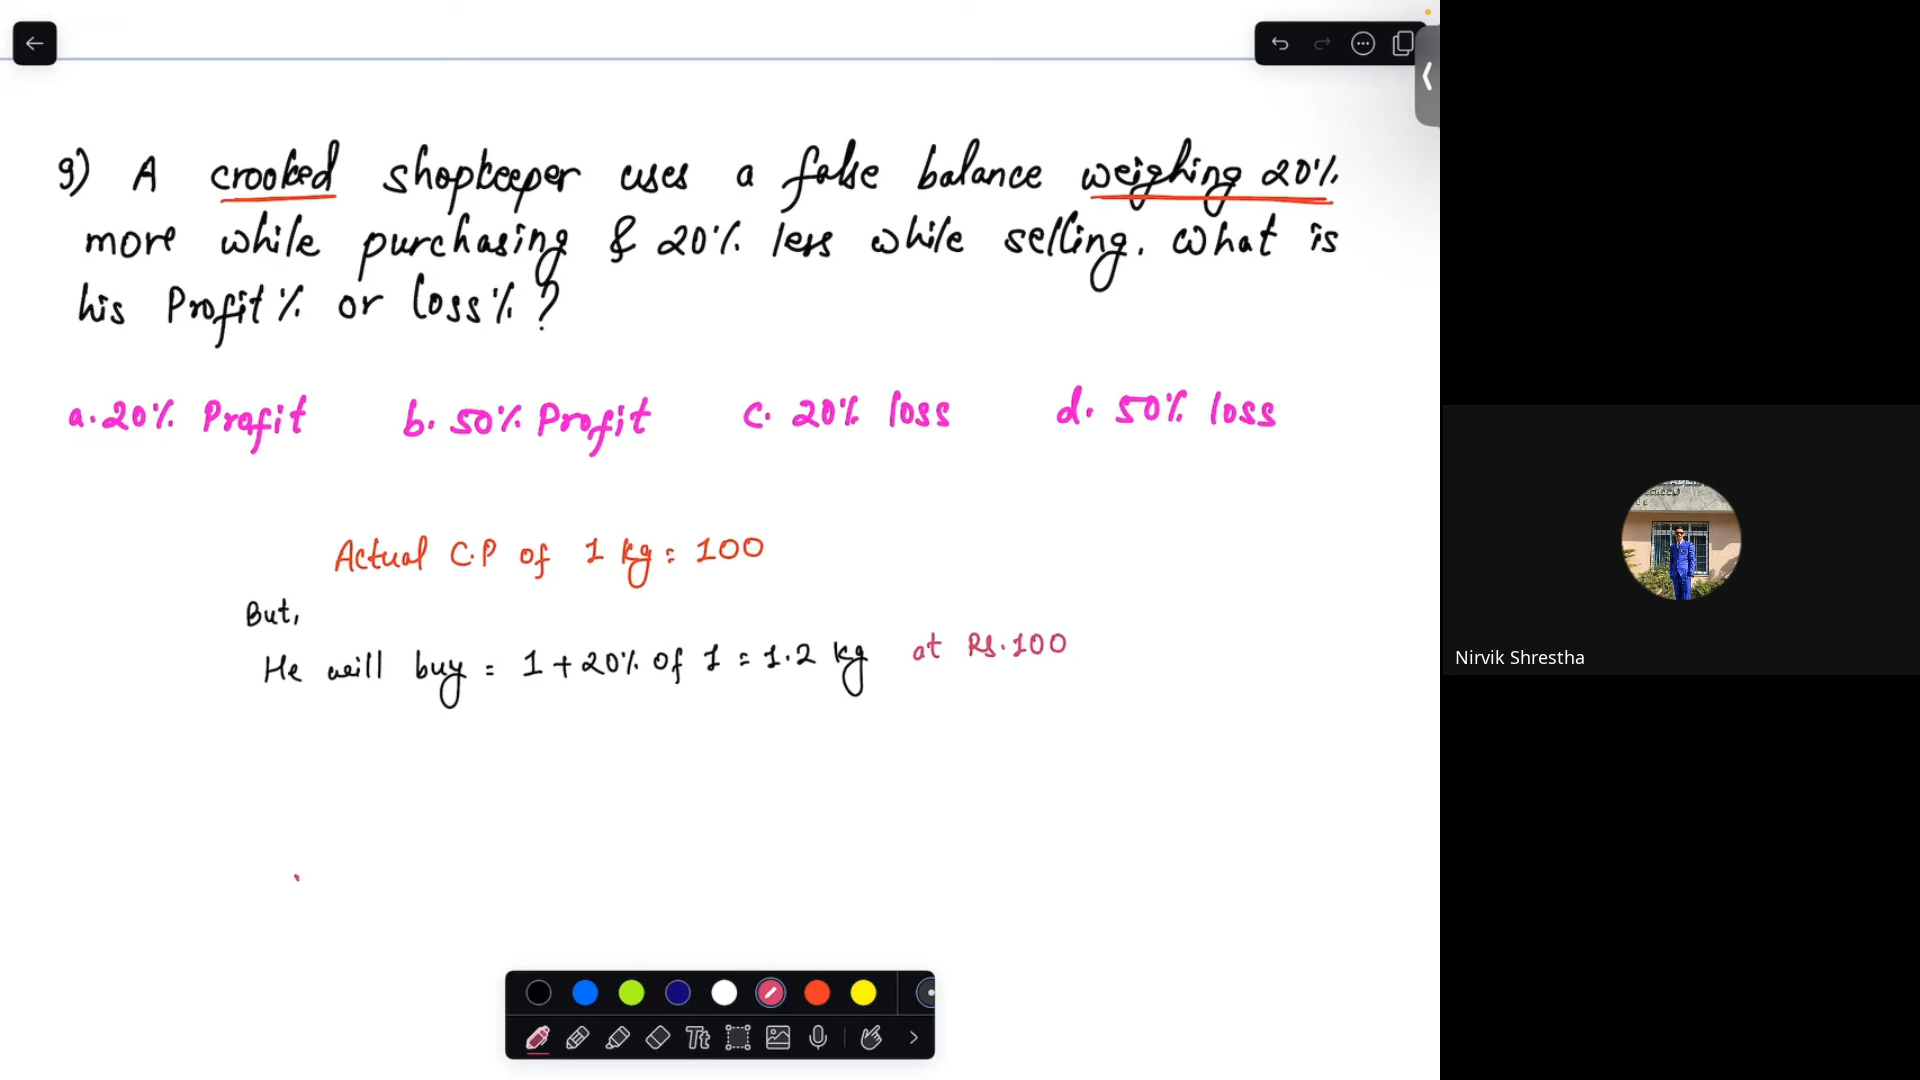 9) A crooked shopkeeper uses a false balance weighing 20%
more while purchasing & 20% less while selling. What is
his Profit% or loss%?
a. 20% Profit b. 50% Profit c. 20% loss d. 50% loss
Actual C.P of 1 kg = 100
But,
He will buy = 1 + 20% of 1 = 1.2 kg at Rs. 100
Nirvik Shrestha
Tt